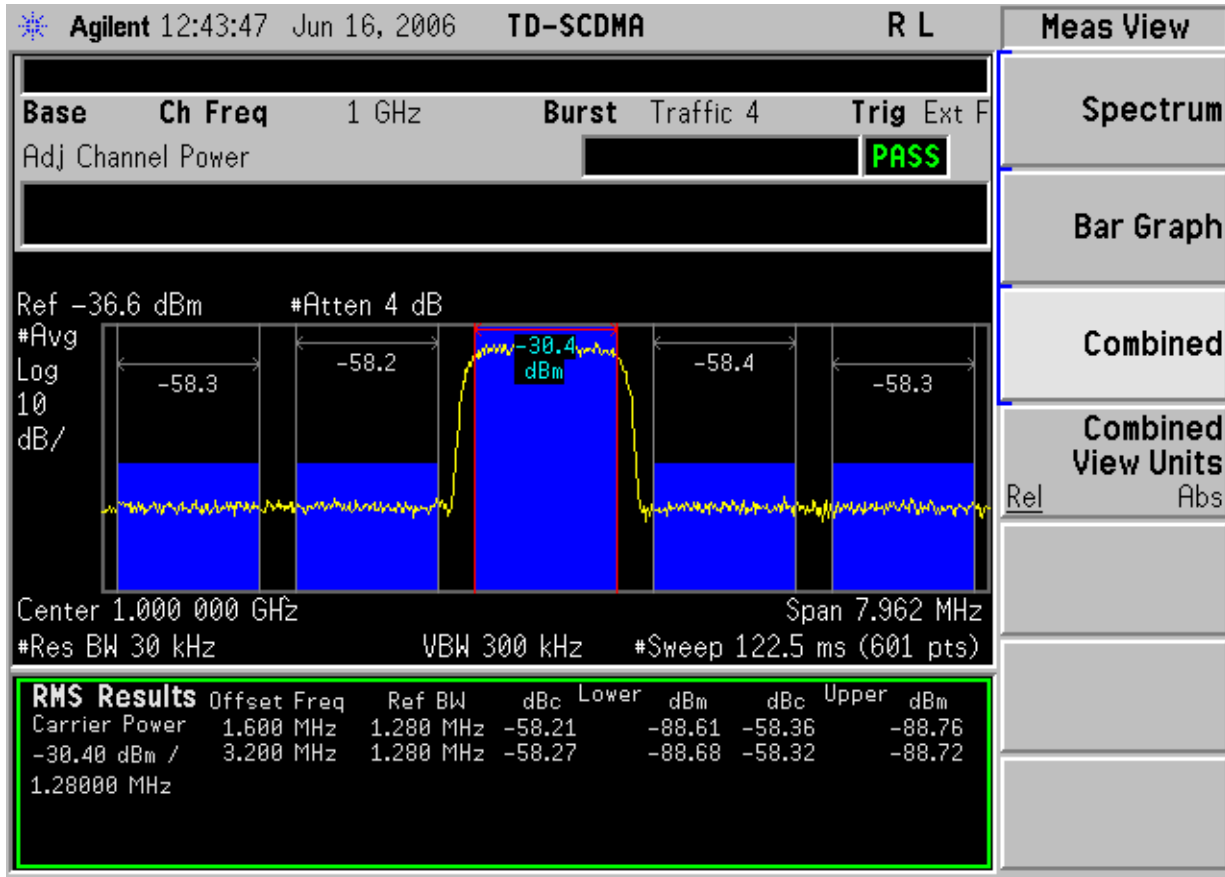 Agilent 12:43:47 Jun 16, 2006 TD-SCDMA R L
Meas View
Base Ch Freq 1 GHz Burst Traffic 4 Trig Ext F
Adj Channel Power PASS
Spectrum
Bar Graph
Combined
Combined
View Units
Rel Abs
Ref -36.6 dBm #Atten 4 dB
#Avg
Log
10
dB/
-58.3
-58.2
-30.4
dBm
-58.4
-58.3
Center 1.000 000 GHz Span 7.962 MHz
#Res BW 30 kHz VBW 300 kHz #Sweep 122.5 ms (601 pts)
RMS Results Offset Freq Ref BW dBc Lower dBm dBc Upper dBm
Carrier Power 1.600 MHz 1.280 MHz -58.21 -88.61 -58.36 -88.76
-30.40 dBm / 3.200 MHz 1.280 MHz -58.27 -88.68 -58.32 -88.72
1.28000 MHz